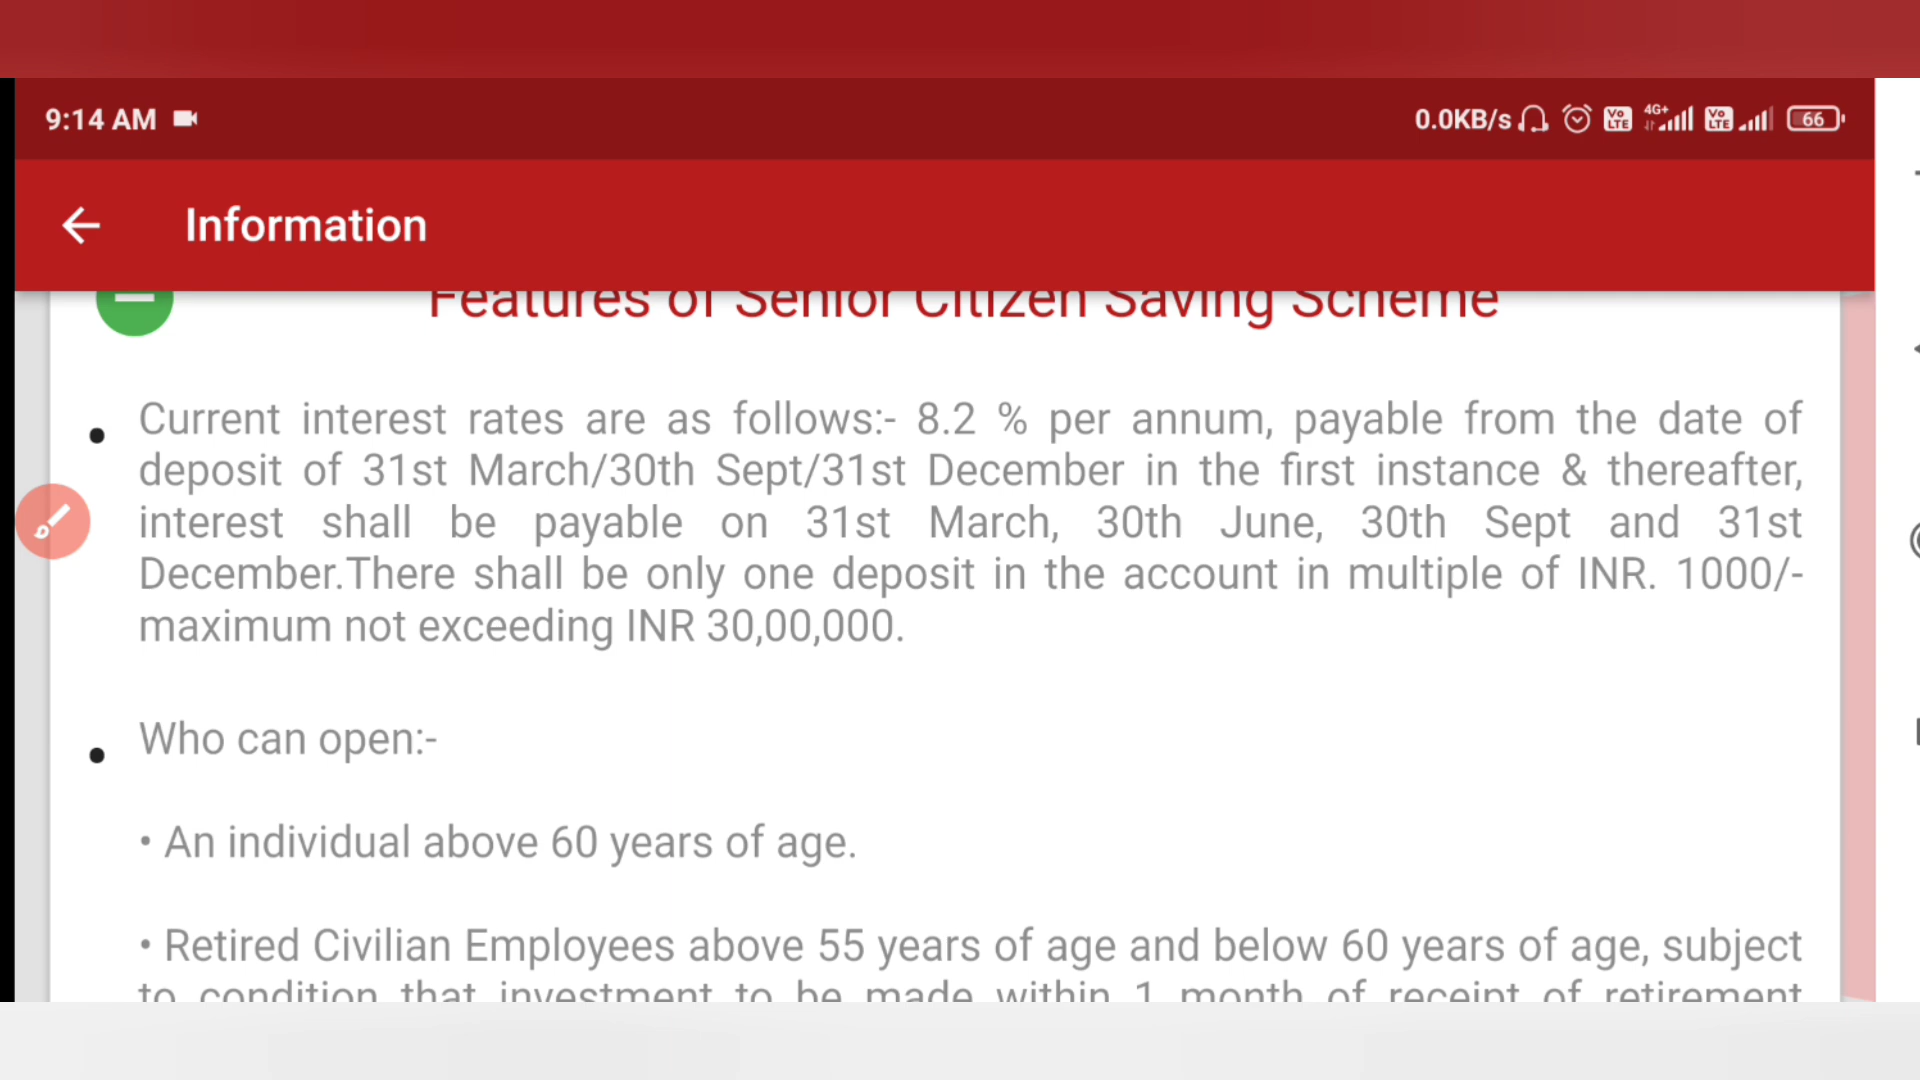 9:14 AM
0.0KB/s
Vo LTE
4G+
Vo LTE
66
Information
Features of Senior Citizen Saving Scheme
Current interest rates are as follows:- 8.2 % per annum, payable from the date of
deposit of 31st March/30th Sept/31st December in the first instance & thereafter,
interest shall be payable on 31st March, 30th June, 30th Sept and 31st
December.There shall be only one deposit in the account in multiple of INR. 1000/-
maximum not exceeding INR 30,00,000.
Who can open:-
• An individual above 60 years of age.
• Retired Civilian Employees above 55 years of age and below 60 years of age, subject
to condition that investment to be made within 1 month of receipt of retirement